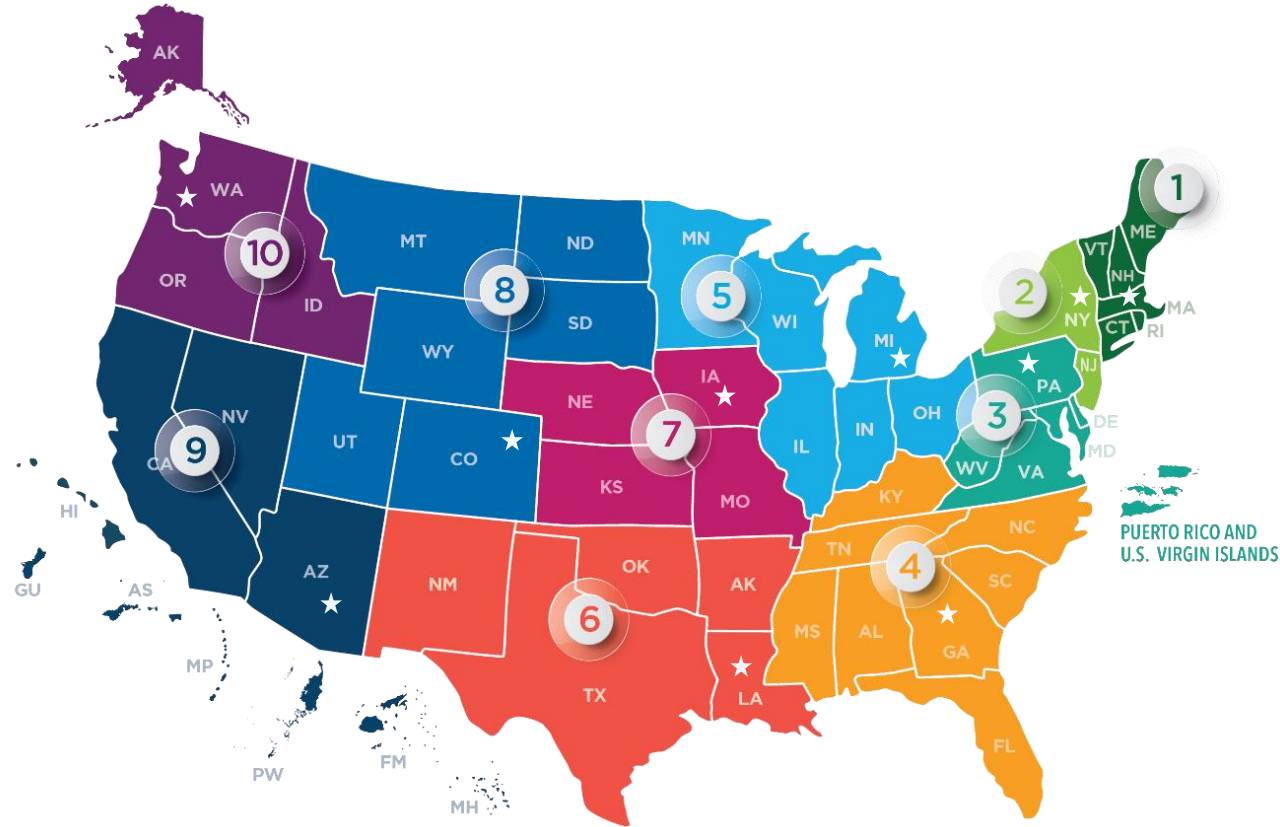 AK
WA
10
OR
ID
MT
ND
8
SD
WY
UT
CO
MN
5
WI
MI
IL
IN
OH
1
ME
VT
NH
MA
RI
CT
2
NY
NJ
3
PA
DE
MD
WV
VA
PUERTO RICO AND
U.S. VIRGIN ISLANDS
IA
NE
7
KS
MO
NV
9
CA
AZ
HI
GU
AS
MP
PW
FM
MH
NM
OK
AK
6
TX
LA
KY
NC
TN
4
SC
MS
AL
GA
FL